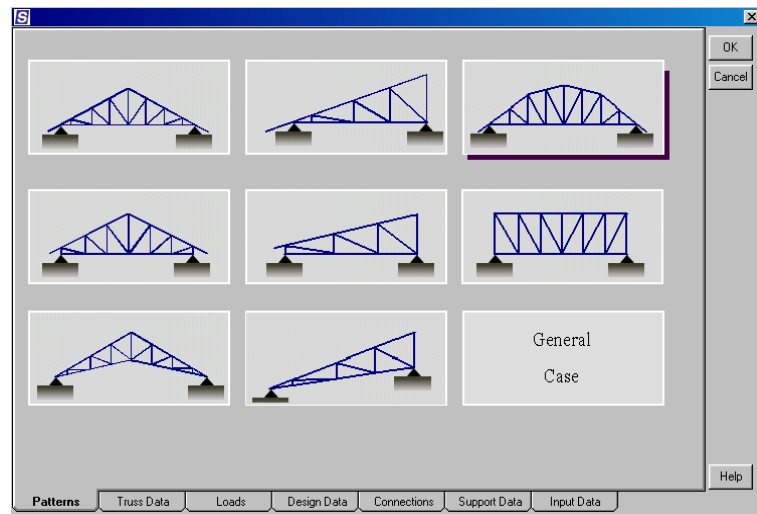 S
OK
Cancel
General
Case
Help
Patterns Truss Data Loads Design Data Connections Support Data Input Data